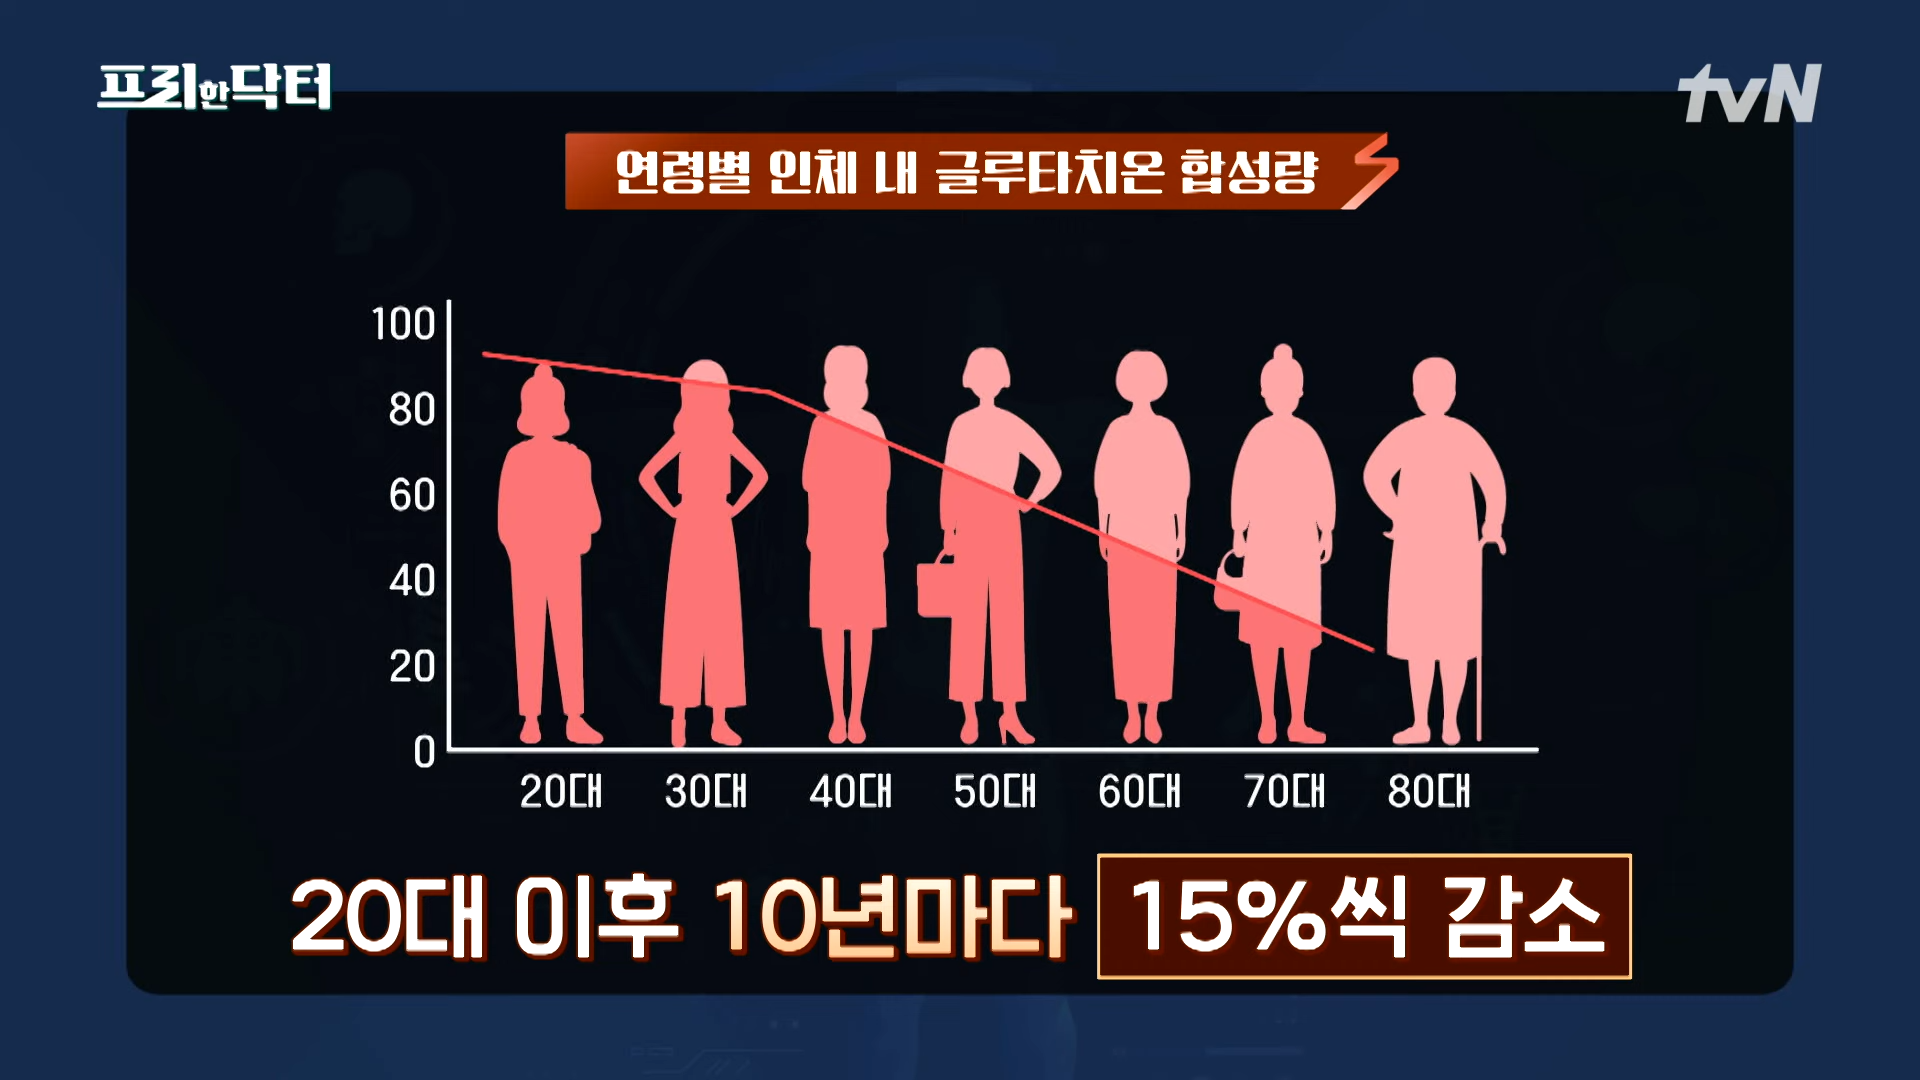 프리한닥터
tvN
연령별 인체 내 글루타치온 합성량
100
80
60
40
20
0
20대 30대 40대 50대 60대 70대 80대
20대 이후 10년마다 15%씩 감소